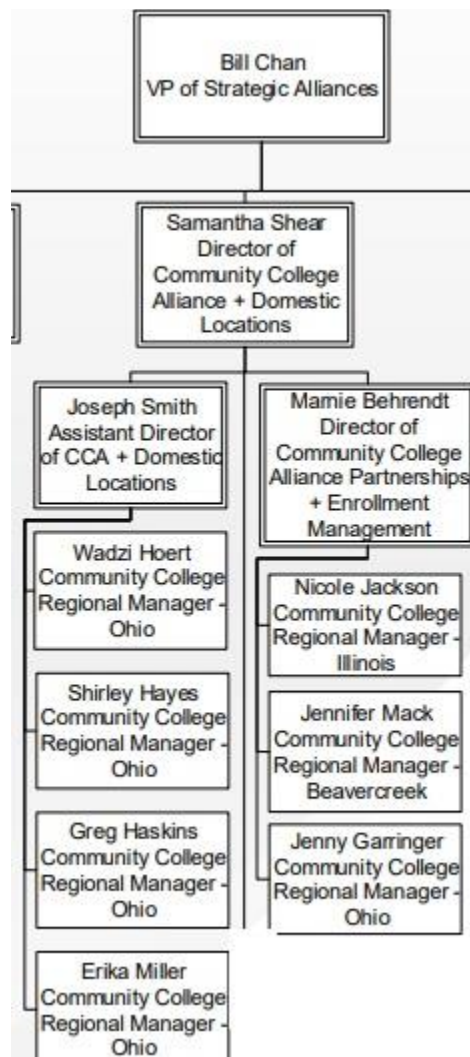 Bill Chan
VP of Strategic Alliances
Samantha Shear
Director of
Community College
Alliance + Domestic
Locations
Joseph Smith
Assistant Director
of CCA + Domestic
Locations
Wadzi Hoert
Community College
Regional Manager -
Ohio
Shirley Hayes
Community College
Regional Manager -
Ohio
Greg Haskins
Community College
Regional Manager -
Ohio
Erika Miller
Community College
Regional Manager -
Ohio
Mamie Behrendt
Director of
Community College
Alliance Partnerships
+ Enrollment
Management
Nicole Jackson
Community College
Regional Manager -
Illinois
Jennifer Mack
Community College
Regional Manager -
Beavercreek
Jenny Garringer
Community College
Regional Manager -
Ohio